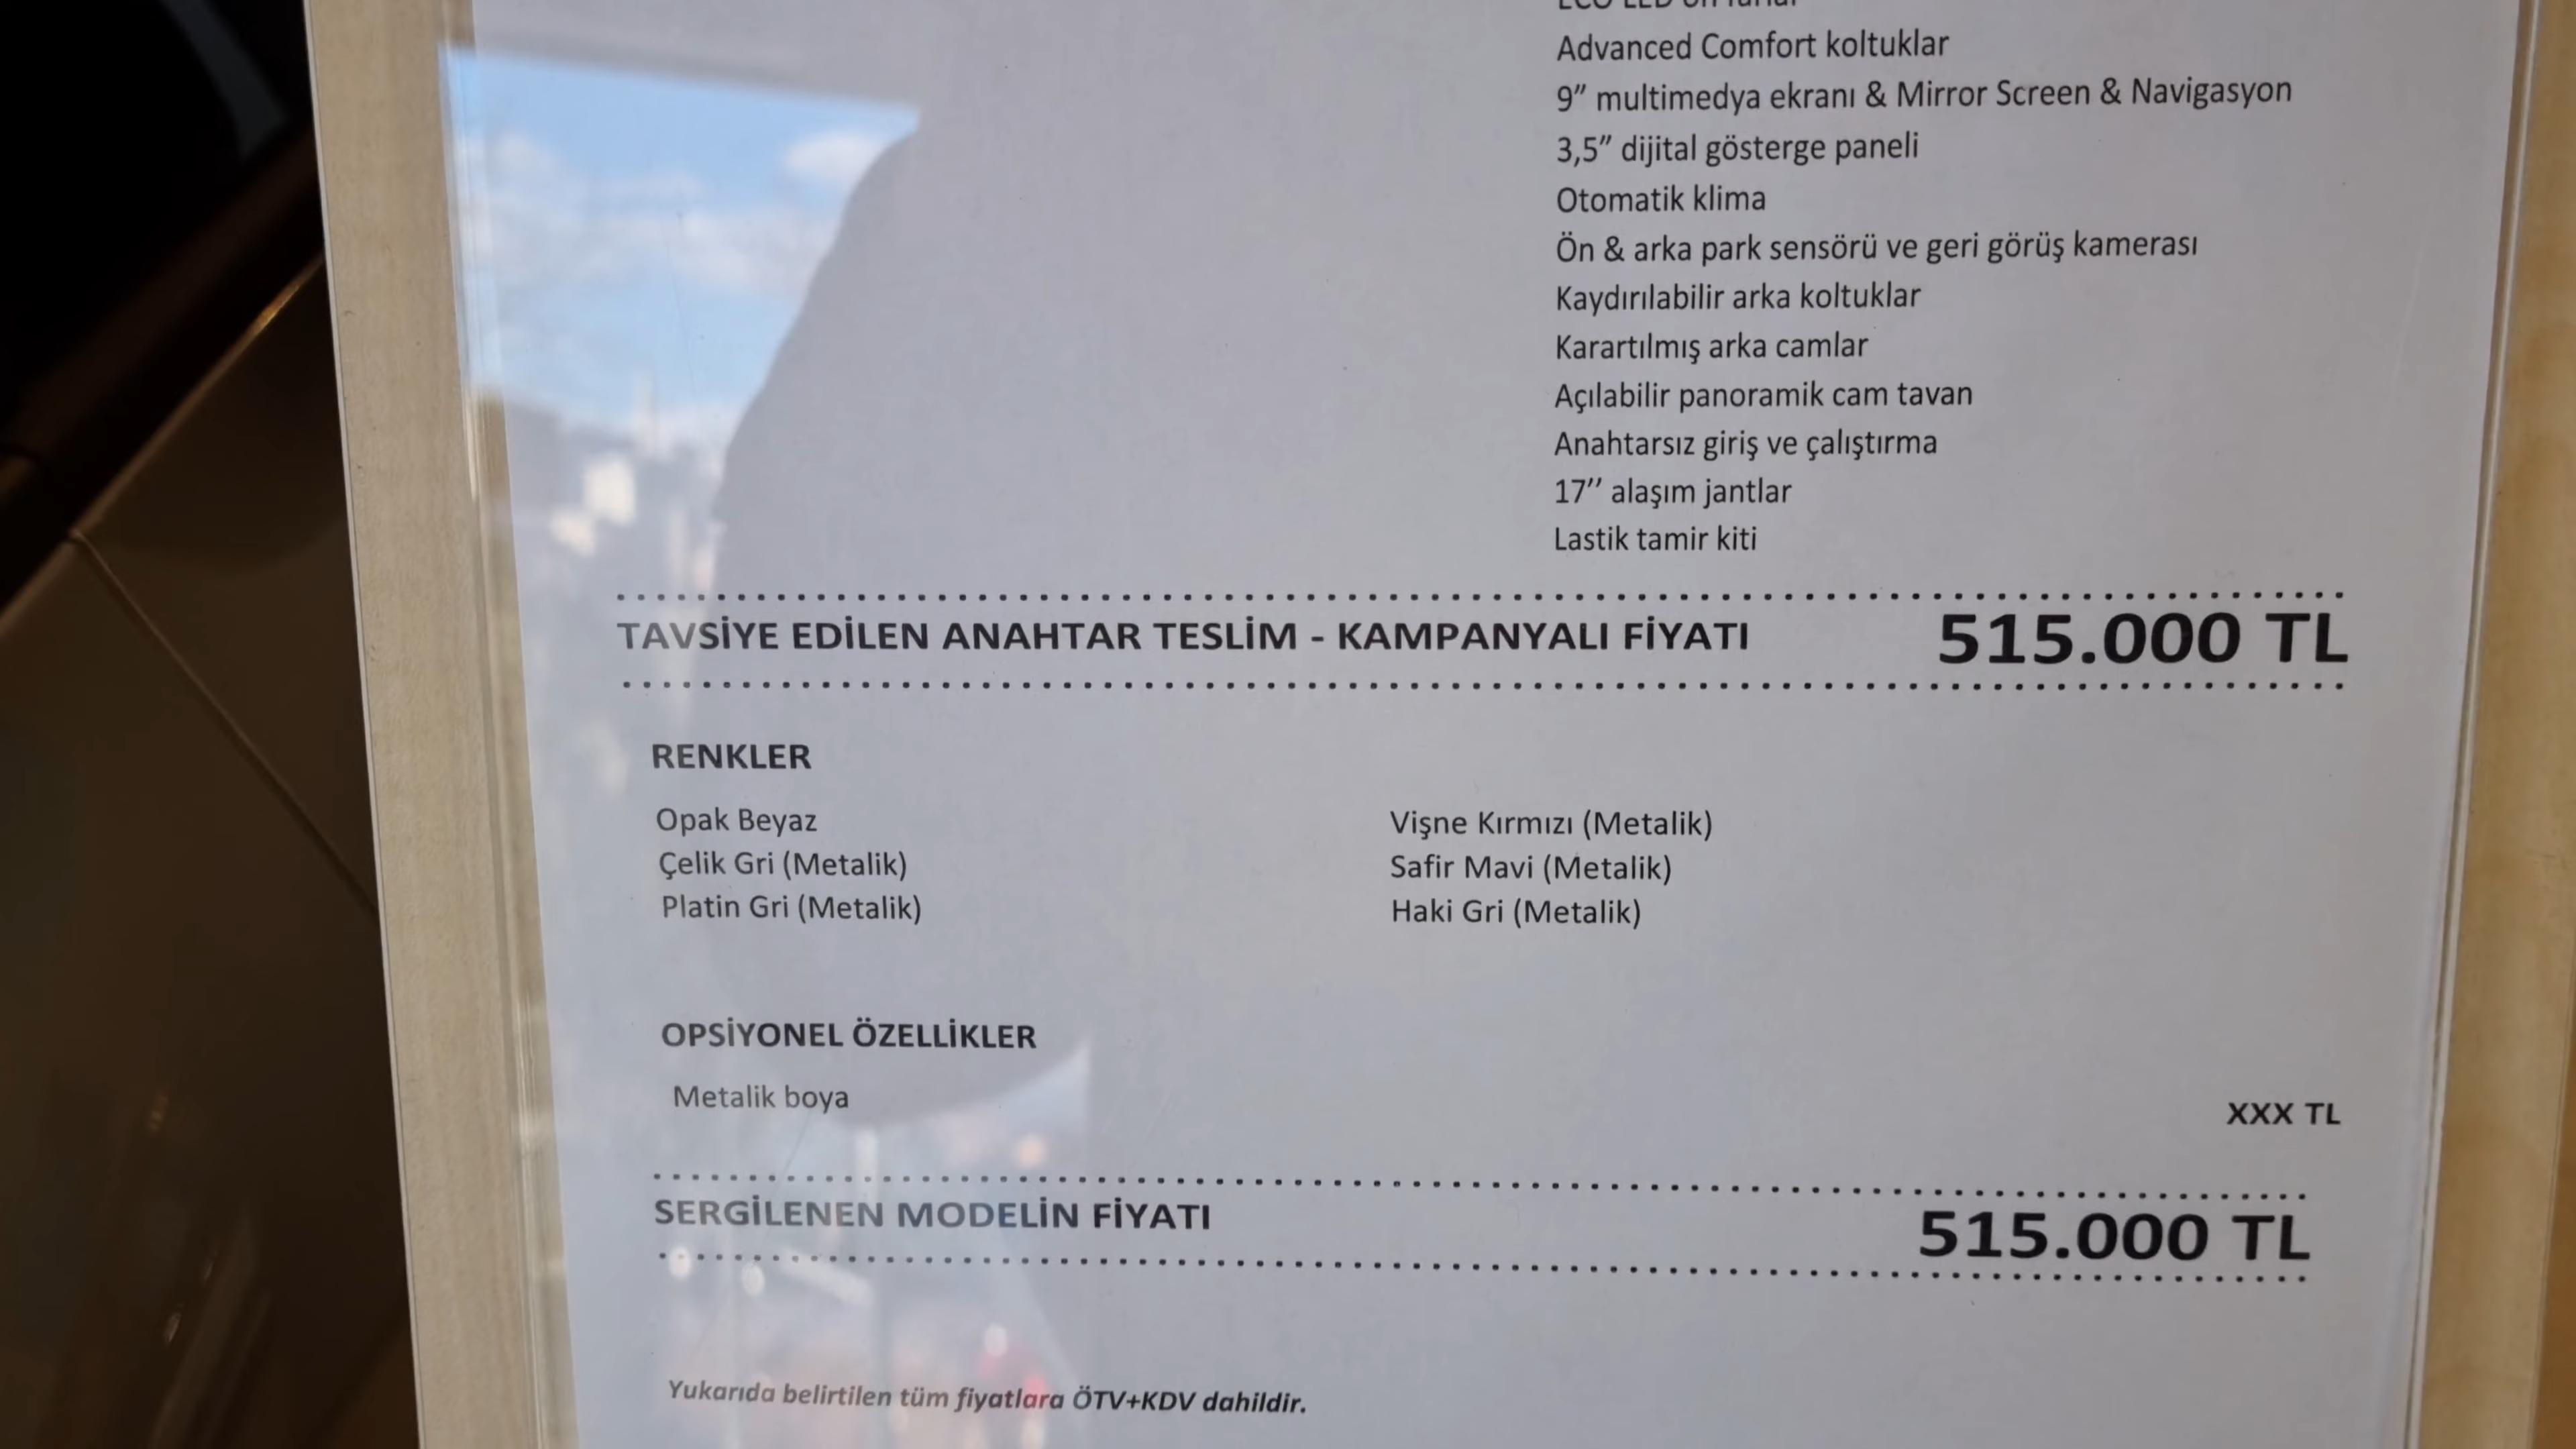 Advanced Comfort koltuklar
9” multimedya ekranı & Mirror Screen & Navigasyon
3,5” dijital gösterge paneli
Otomatik klima
Ön & arka park sensörü ve geri görüş kamerası
Kaydırılabilir arka koltuklar
Karartılmış arka camlar
Açılabilir panoramik cam tavan
Anahtarsız giriş ve çalıştırma
17’’ alaşım jantlar
Lastik tamir kiti
TAVSİYE EDİLEN ANAHTAR TESLİM - KAMPANYALI FİYATI 515.000 TL
RENKLER
Opak Beyaz
Çelik Gri (Metalik)
Platin Gri (Metalik)
Vişne Kırmızı (Metalik)
Safir Mavi (Metalik)
Haki Gri (Metalik)
OPSİYONEL ÖZELLİKLER
Metalik boya XXX TL
SERGİLENEN MODELİN FİYATI 515.000 TL
Yukarıda belirtilen tüm fiyatlara ÖTV+KDV dahildir.